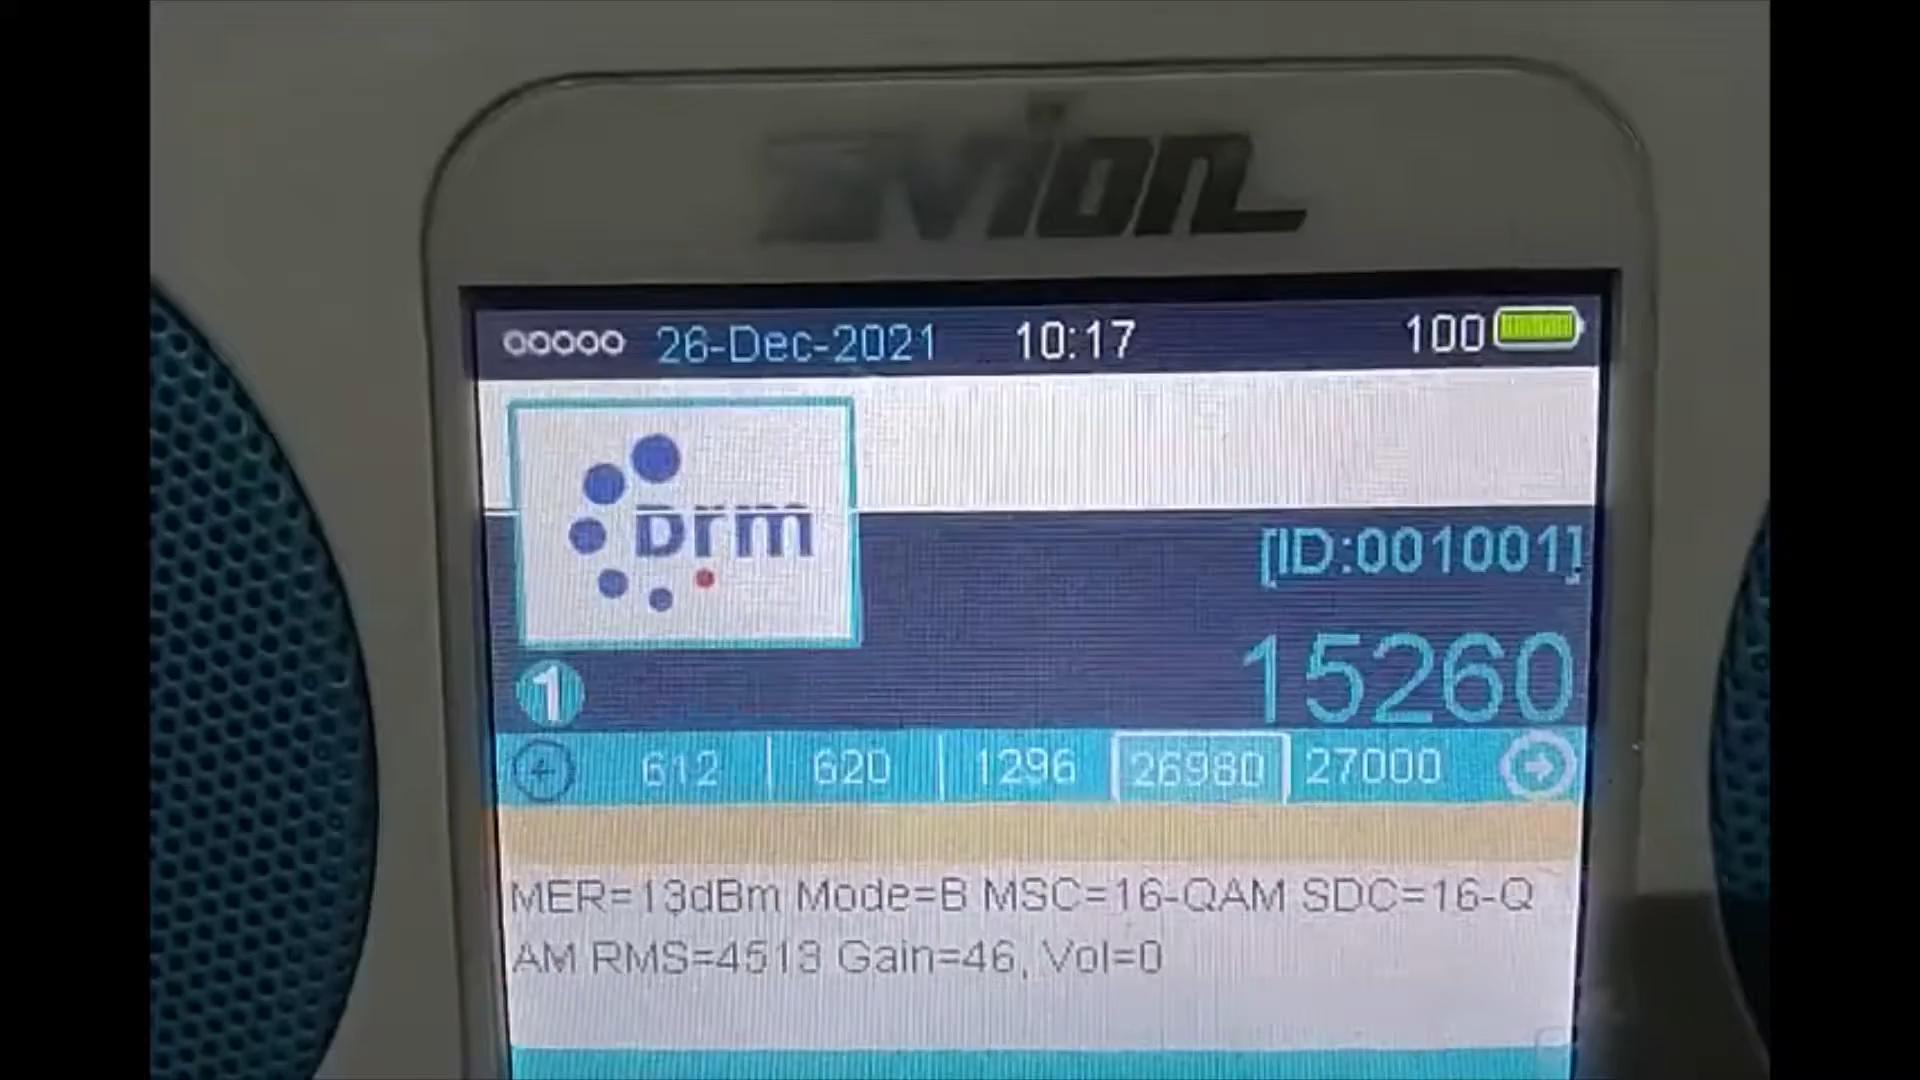 Avion
26-Dec-2021 10:17 100
Drm
[ID:001001]
15260
1
612 620 1296 26980 27000
MER=13dBm Mode=B MSC=16-QAM SDC=16-Q
AM RMS=4513 Gain=46, Vol=0